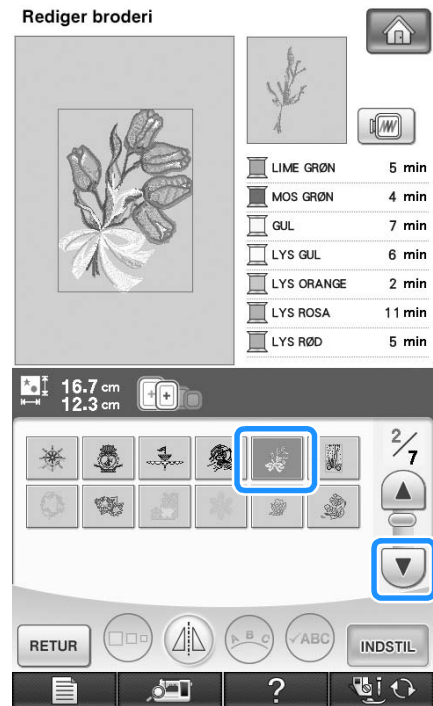 Rediger broderi
LIME GRØN 5 min
MOS GRØN 4 min
GUL 7 min
LYS GUL 6 min
LYS ORANGE 2 min
LYS ROSA 11 min
LYS RØD 5 min
16.7 cm
12.3 cm
2/7
RETUR
A B C
✓ABC
INDSTIL
?